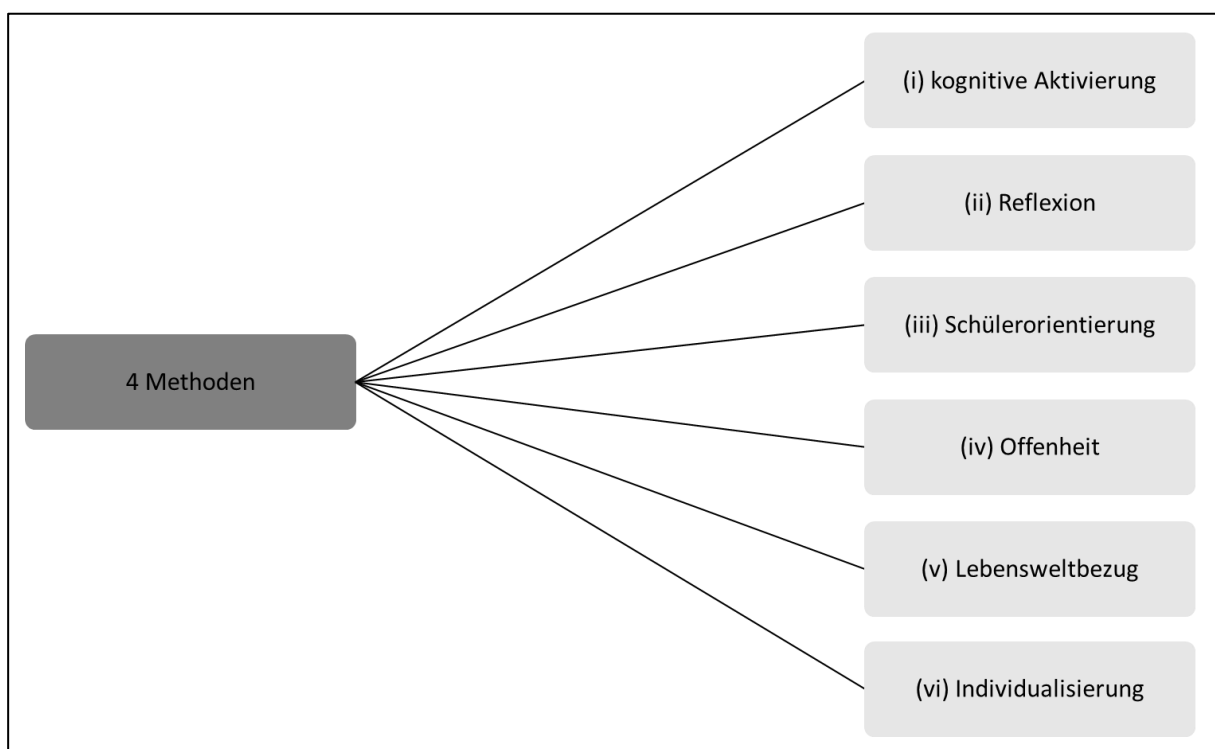 (i) kognitive Aktivierung
(ii) Reflexion
(iii) Schülerorientierung
4 Methoden
(iv) Offenheit
(v) Lebensweltbezug
(vi) Individualisierung